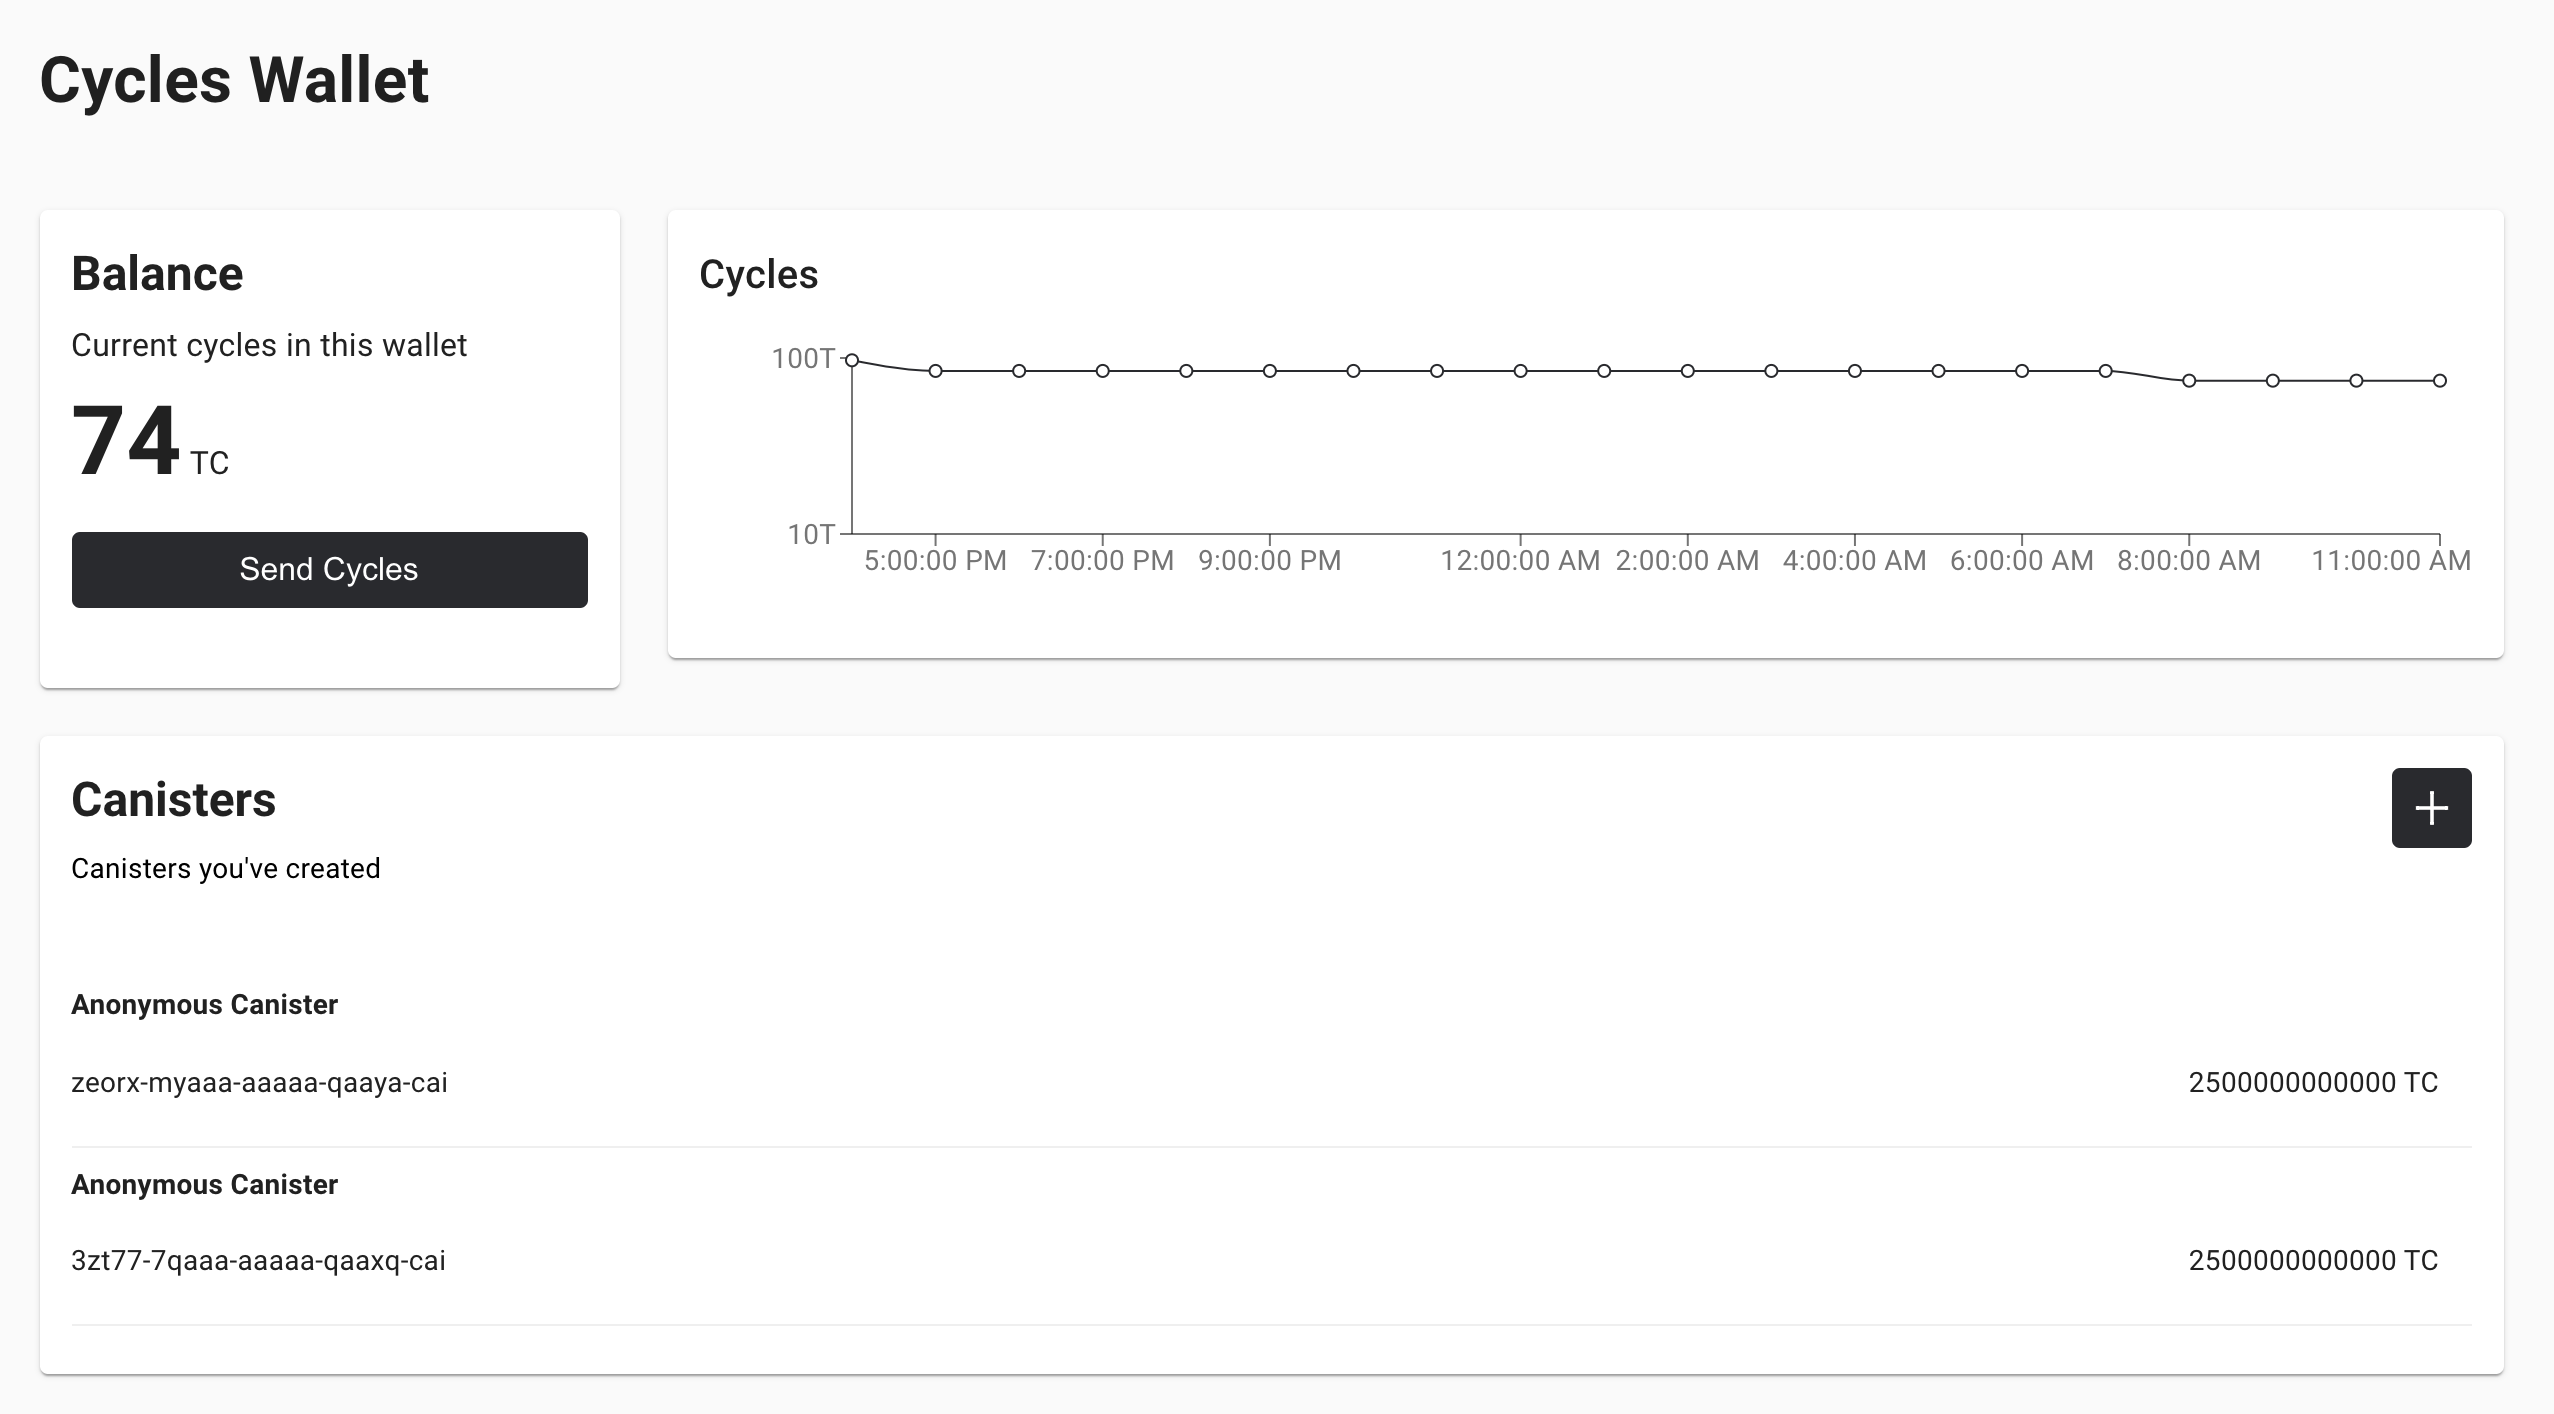 Cycles Wallet
Balance
Current cycles in this wallet
74 TC
Send Cycles
Cycles
100T
10T
5:00:00 PM 7:00:00 PM 9:00:00 PM 12:00:00 AM 2:00:00 AM 4:00:00 AM 6:00:00 AM 8:00:00 AM 11:00:00 AM
Canisters
Canisters you've created
Anonymous Canister
zeorx-myaaa-aaaaa-qaaya-cai 2500000000000 TC
Anonymous Canister
3zt77-7qaaa-aaaaa-qaaxq-cai 2500000000000 TC